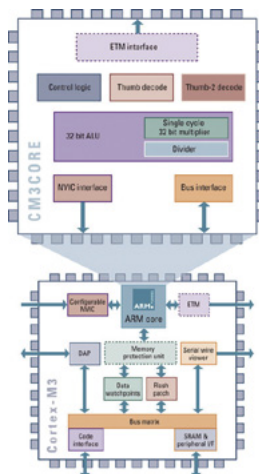 ETM interface
Control logic
Thumb decode
Thumb-2 decode
32 bit ALU
Single cycle
32 bit multiplier
Divider
NVIC interface
Bus interface
CM3CORE
Configurable
NVIC
ARM
ARM core
ETM
DAP
Memory
protection unit
Serial wire
viewer
Data
watchpoints
Flash
patch
Bus matrix
Code
interface
SRAM &
peripheral I/F
Cortex-M3